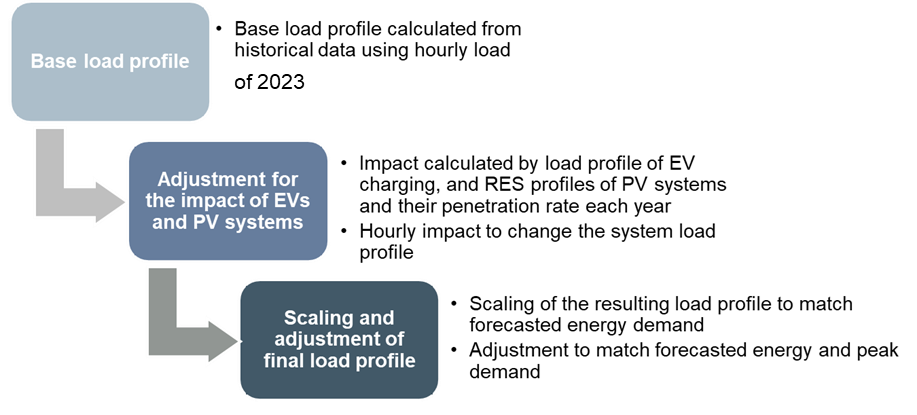 Base load profile
• Base load profile calculated from
historical data using hourly load
of 2023
Adjustment for
the impact of EVs
and PV systems
• Impact calculated by load profile of EV
charging, and RES profiles of PV systems
and their penetration rate each year
• Hourly impact to change the system load
profile
Scaling and
adjustment of
final load profile
• Scaling of the resulting load profile to match
forecasted energy demand
• Adjustment to match forecasted energy and peak
demand